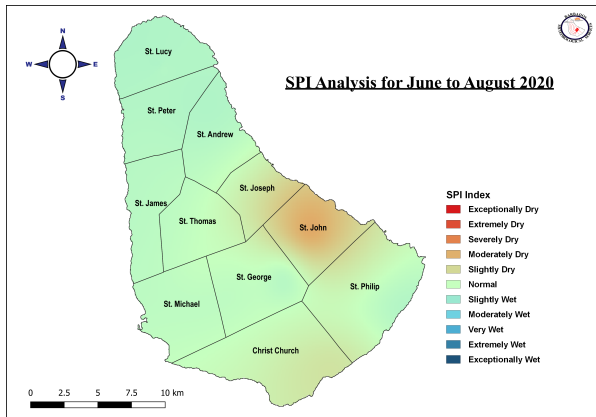 N
W E
S
SPI Analysis for June to August 2020
St. Lucy
St. Peter
St. Andrew
St. Joseph
St. James
St. Thomas
St. John
St. George
St. Philip
St. Michael
Christ Church
SPI Index
Exceptionally Dry
Extremely Dry
Severely Dry
Moderately Dry
Slightly Dry
Normal
Slightly Wet
Moderately Wet
Very Wet
Extremely Wet
Exceptionally Wet
0 2.5 5 7.5 10 km